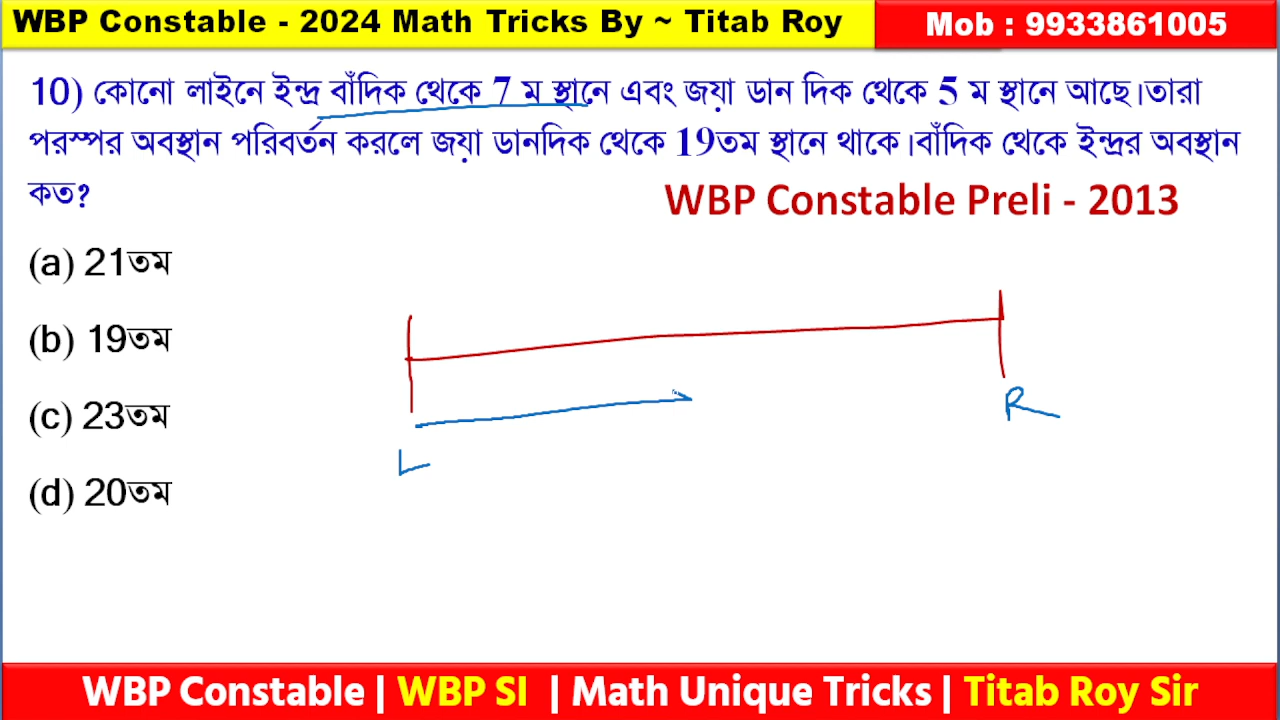 WBP Constable - 2024 Math Tricks By ~ Titab Roy
Mob : 9933861005
10) কোনো লাইনে ইন্দ্র বাঁদিক থেকে 7 ম স্থানে এবং জয়া ডান দিক থেকে 5 ম স্থানে আছে।তারা
পরস্পর অবস্থান পরিবর্তন করলে জয়া ডানদিক থেকে 19তম স্থানে থাকে।বাঁদিক থেকে ইন্দ্রর অবস্থান
কত?
WBP Constable Preli - 2013
(a) 21তম
(b) 19তম
(c) 23তম
(d) 20তম
R
L
WBP Constable | WBP SI | Math Unique Tricks | Titab Roy Sir